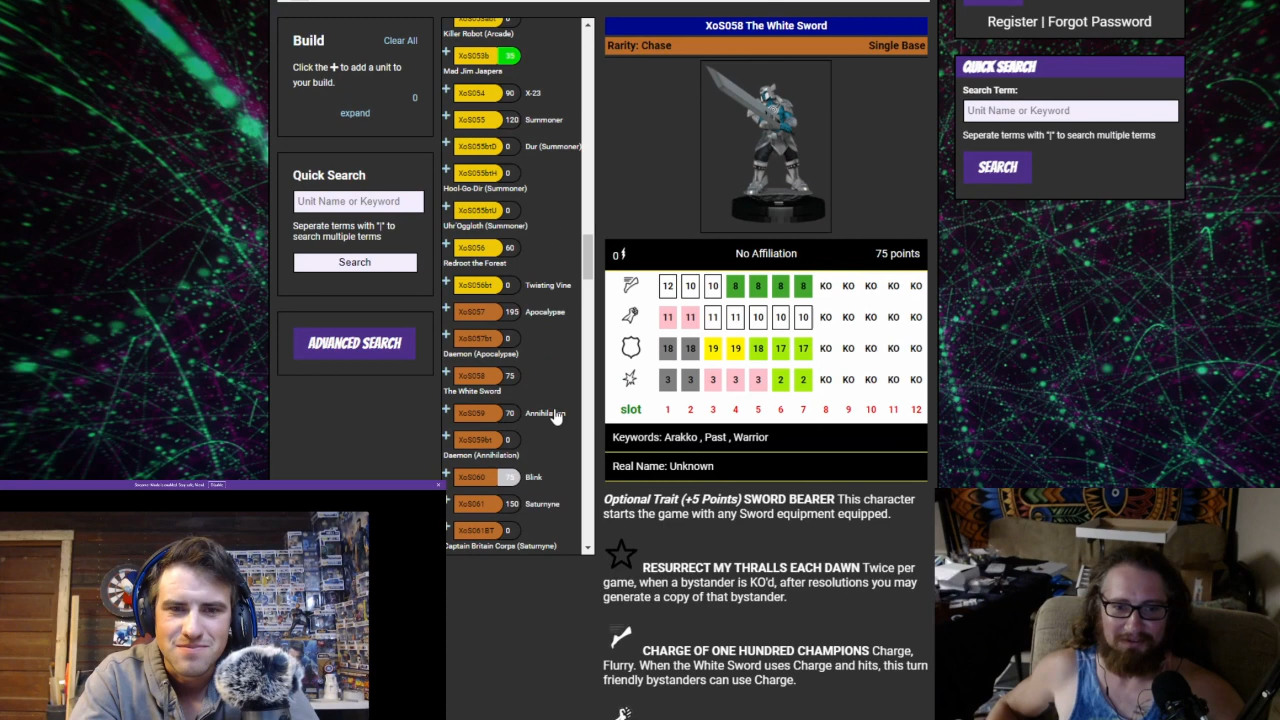 Build
Clear All
Click the + to add a unit to
your build.
0
expand
Quick Search
Unit Name or Keyword
Seperate terms with "|" to
search multiple terms
Search
ADVANCED SEARCH
0
Killer Robot (Arcade)
XoS053b 35
Mad Jim Jaspers
XoS054 90 X-23
XoS055 120 Summoner
XoS055btD 0 Dur (Summoner)
XoS055btH 0
Hool-Go-Dir (Summoner)
XoS055btU 0
Uhr'Oggloth (Summoner)
XoS056 60
Redroot the Forest
XoS056bt 0 Twisting Vine
XoS057 195 Apocalypse
XoS057bt 0
Daemon (Apocalypse)
XoS058 75
The White Sword
XoS059 70 Annihilation
XoS059bt 0
Daemon (Annihilation)
XoS060 75 Blink
XoS061 150 Saturnyne
XoS061BT 0
Captain Britain Corps (Saturnyne)
XoS058 The White Sword
Rarity: Chase Single Base
0 No Affiliation 75 points
12 10 10 8 8 8 8 KO KO KO KO KO
11 11 11 11 10 10 10 KO KO KO KO KO
18 18 19 19 18 17 17 KO KO KO KO KO
3 3 3 3 3 2 2 KO KO KO KO KO
slot 1 2 3 4 5 6 7 8 9 10 11 12
Keywords: Arakko , Past , Warrior
Real Name: Unknown
Optional Trait (+5 Points) SWORD BEARER This character
starts the game with any Sword equipment equipped.
RESURRECT MY THRALLS EACH DAWN Twice per
game, when a bystander is KO'd, after resolutions you may
generate a copy of that bystander.
CHARGE OF ONE HUNDRED CHAMPIONS Charge,
Flurry. When the White Sword uses Charge and hits, this turn
friendly bystanders can use Charge.
Register | Forgot Password
QUICK SEARCH
Search Term:
Unit Name or Keyword
Seperate terms with "|" to search multiple terms
SEARCH